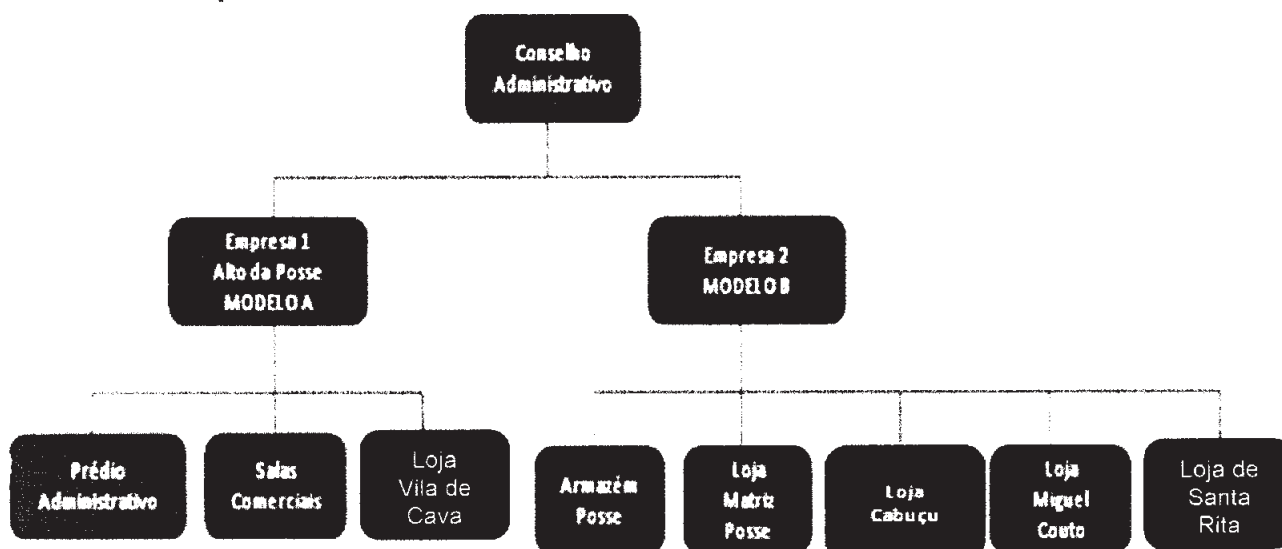 Conselho
Administrativo
Empresa 1
Alto da Posse
MODELO A
Empresa 2
MODELO B
Prédio
Administrativo
Salas
Comerciais
Loja
Vila de
Cava
Armazém
Posse
Loja
Matriz
Posse
Loja
Cabuçu
Loja
Miguel
Couto
Loja de
Santa
Rita